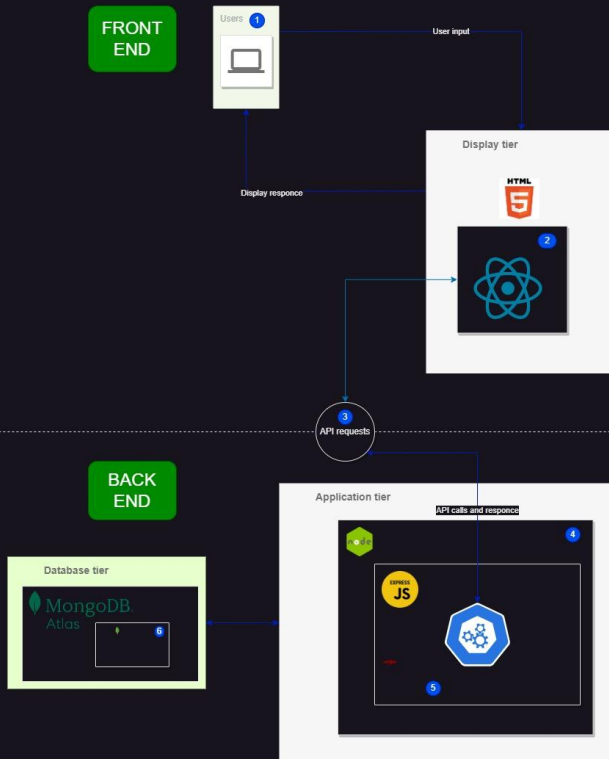 FRONT
END
Users
1
User input
Display tier
HTML
5
Display responce
2
3
API requests
BACK
END
Application tier
API calls and responce
node
4
Database tier
EXPRESS
JS
MongoDB.
Atlas
6
5